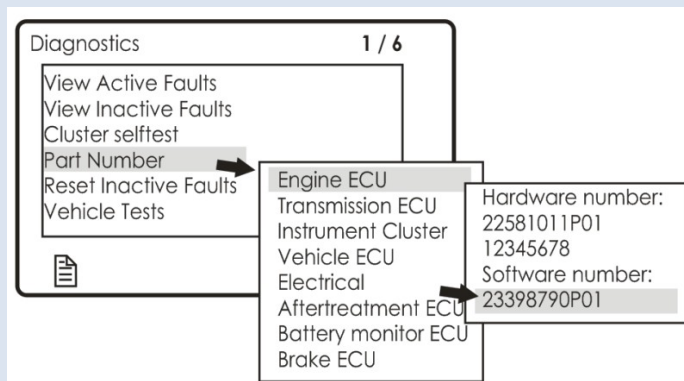 Diagnostics 1 / 6
View Active Faults
View Inactive Faults
Cluster selftest
Part Number
Reset Inactive Faults
Vehicle Tests
Engine ECU
Transmission ECU
Instrument Cluster
Vehicle ECU
Electrical
Aftertreatment ECU
Battery monitor ECU
Brake ECU
Hardware number:
22581011P01
12345678
Software number:
23398790P01